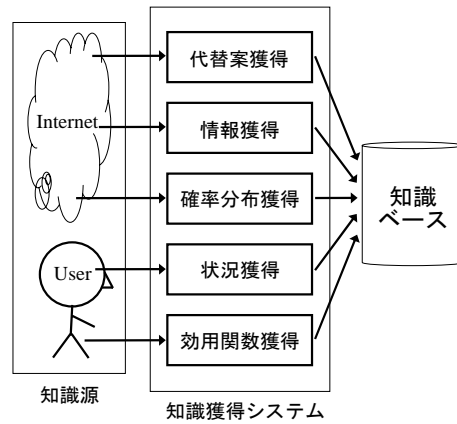 代替案獲得
Internet
情報獲得
確率分布獲得
知識
ベース
User
状況獲得
効用関数獲得
知識源
知識獲得システム